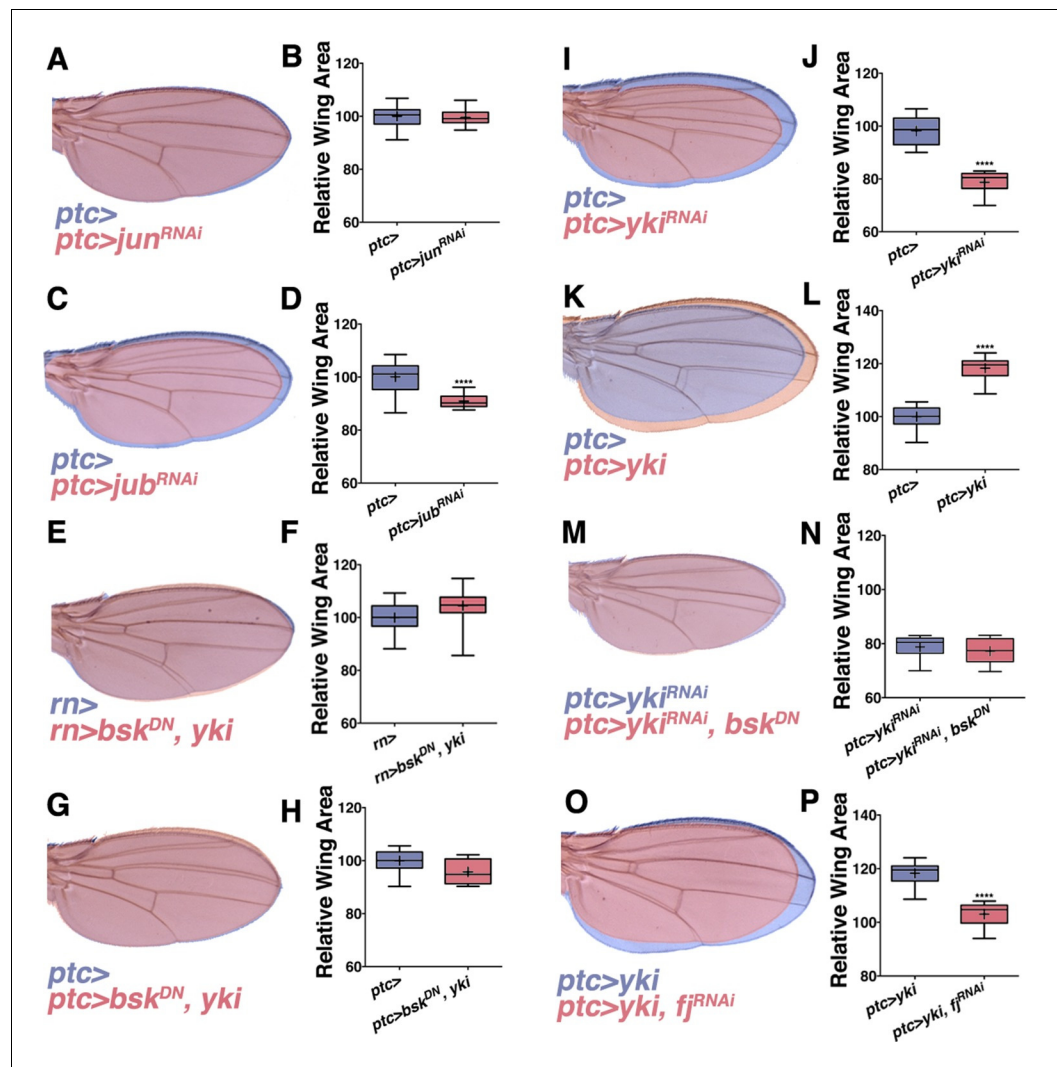 A
ptc>
ptc>jun^RNAi
B
Relative Wing Area
120
100
80
60
ptc>
ptc>jun^RNAi
C
ptc>
ptc>jub^RNAi
D
Relative Wing Area
120
100
80
60
****
ptc>
ptc>jub^RNAi
E
rn>
rn>bsk^DN, yki
F
Relative Wing Area
120
100
80
60
rn>
rn>bsk^DN, yki
G
ptc>
ptc>bsk^DN, yki
H
Relative Wing Area
120
100
80
60
ptc>
ptc>bsk^DN, yki
I
ptc>
ptc>yki^RNAi
J
Relative Wing Area
120
100
80
60
****
ptc>
ptc>yki^RNAi
K
ptc>
ptc>yki
L
Relative Wing Area
140
120
100
80
****
ptc>
ptc>yki
M
ptc>yki^RNAi
ptc>yki^RNAi, bsk^DN
N
Relative Wing Area
120
100
80
60
ptc>yki^RNAi
ptc>yki^RNAi, bsk^DN
O
ptc>yki
ptc>yki, fj^RNAi
P
Relative Wing Area
140
120
100
80
****
ptc>yki
ptc>yki, fj^RNAi